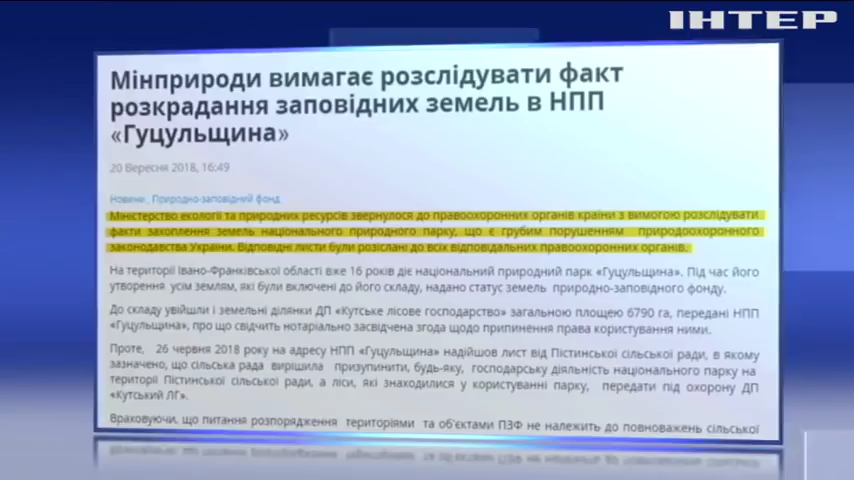 ІНТЕР
Мінприроди вимагає розслідувати факт
розкрадання заповідних земель в НПП
«Гуцульщина»
20 Вересня 2018, 16:49
Новини , Природно-заповідний фонд
Міністерство екології та природних ресурсів звернулося до правоохоронних органів країни з вимогою розслідувати
факти захоплення земель національного природного парку, що є грубим порушенням природоохоронного
законодавства України. Відповідні листи були розіслані до всіх відповідальних правоохоронних органів.
На території Івано-Франківської області вже 16 років діє національний природний парк «Гуцульщина». Під час його
утворення усім землям, які були включені до його складу, надано статус земель природно-заповідного фонду.
До складу увійшли і земельні ділянки ДП «Кутське лісове господарство» загальною площею 6790 га, передані НПП
«Гуцульщина», про що свідчить нотаріально засвідчена згода щодо припинення права користування ними.
Проте, 26 червня 2018 року на адресу НПП «Гуцульщина» надійшов лист від Пістинської сільської ради, в якому
зазначено, що сільська рада вирішила призупинити, будь-яку, господарську діяльність національного парку на
території Пістинської сільської ради, а ліси, які знаходилися у користуванні парку, передати під охорону ДП
«Кутський ЛГ».
Враховуючи, що питання розпорядження територіями та об'єктами ПЗФ не належить до повноважень сільської